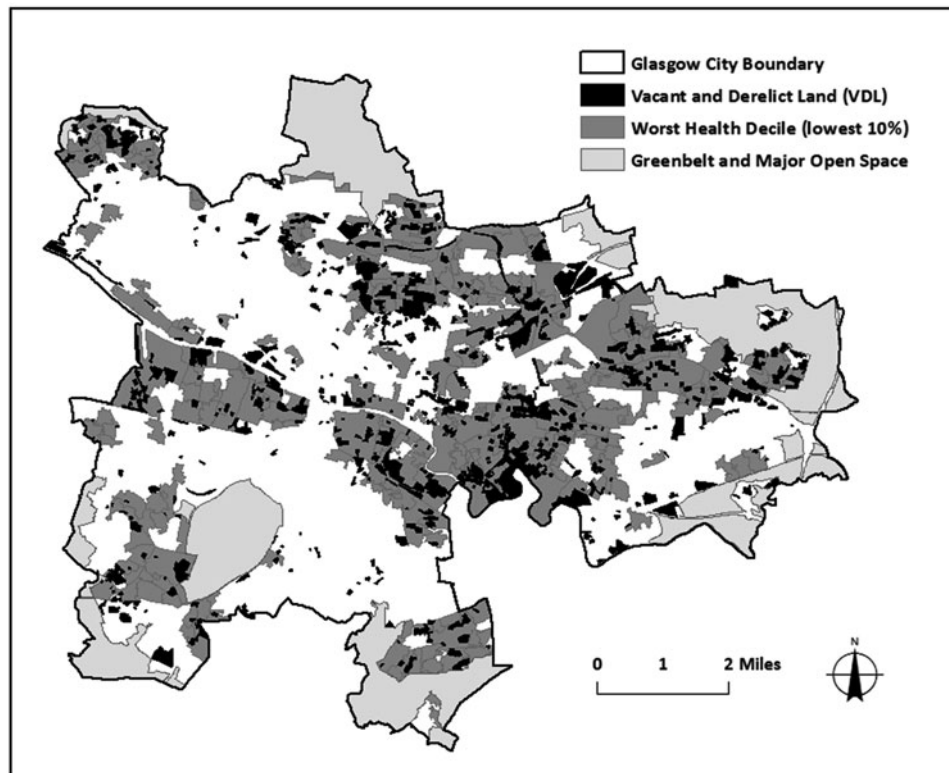 Glasgow City Boundary
Vacant and Derelict Land (VDL)
Worst Health Decile (lowest 10%)
Greenbelt and Major Open Space
N
0 1 2 Miles